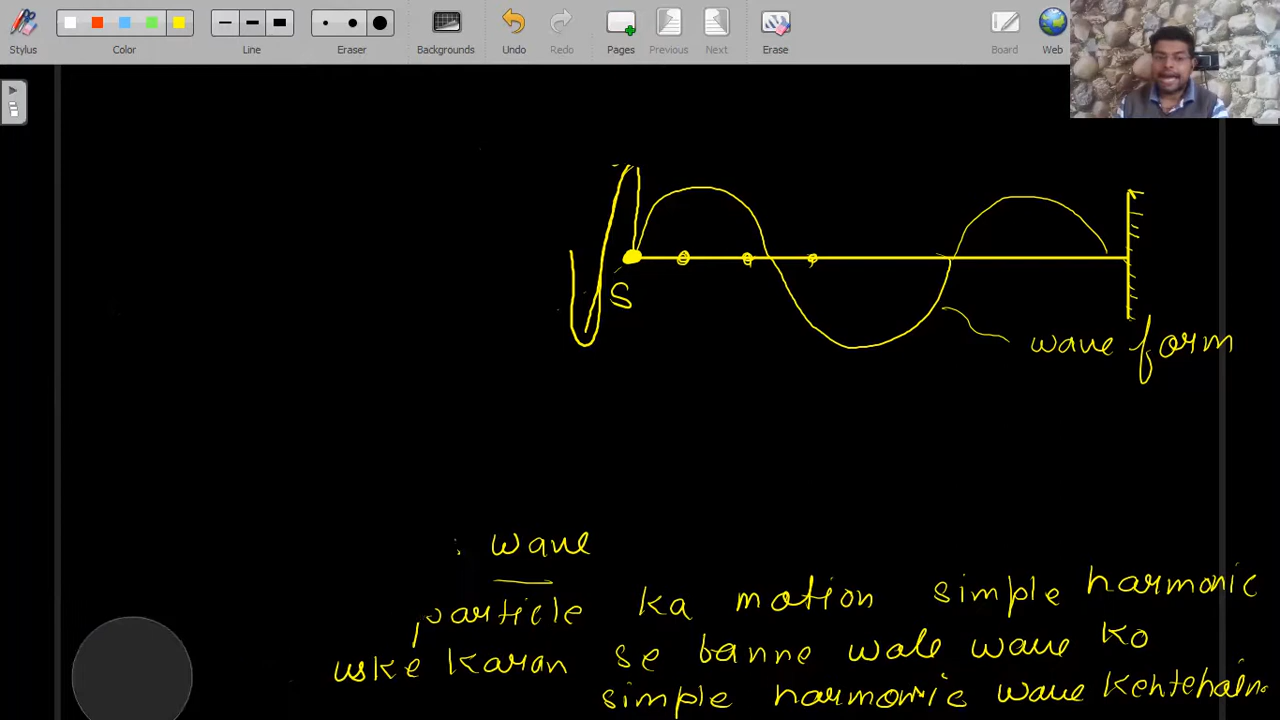 Stylus
Color
Line
Eraser
Backgrounds
Undo
Redo
Pages
Previous
Next
Erase
Board
Web
S
wave form
: wave
particle ka motion simple harmonic
uske karan se banne wale wave ko
simple harmonic wave kehtehain